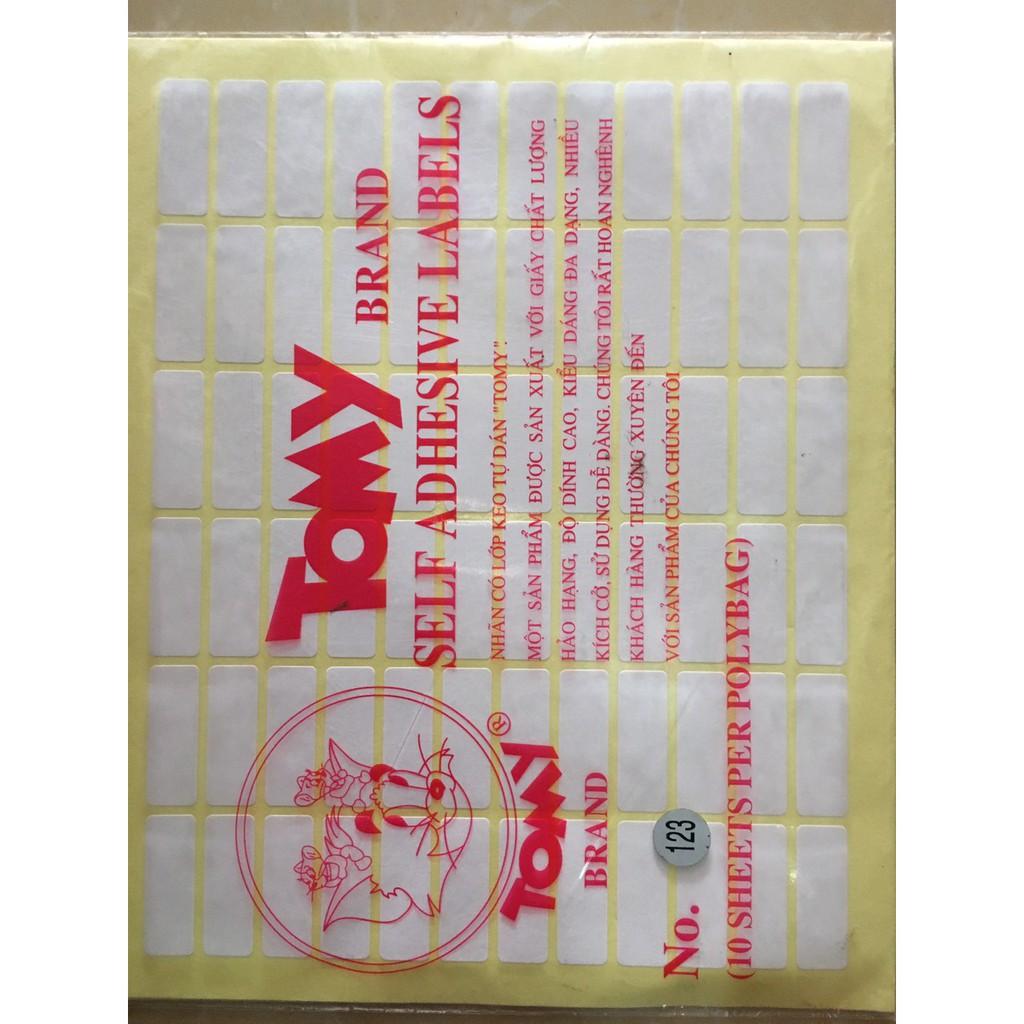 TOMY
BRAND
SELF ADHESIVE LABELS
NHÃN CÓ LỚP KEO TỰ DÁN "TOMY".
MỘT SẢN PHẨM ĐƯỢC SẢN XUẤT VỚI GIẤY CHẤT LƯỢNG
HẢO HẠNG, ĐỘ DÍNH CAO, KIỂU DÁNG ĐA DẠNG, NHIỀU
KÍCH CỠ, SỬ DỤNG DỄ DÀNG. CHÚNG TÔI RẤT HOAN NGHÊNH
KHÁCH HÀNG THƯỜNG XUYÊN ĐẾN
VỚI SẢN PHẨM CỦA CHÚNG TÔI
TOMY®
BRAND
No. 123
(10 SHEETS PER POLYBAG)